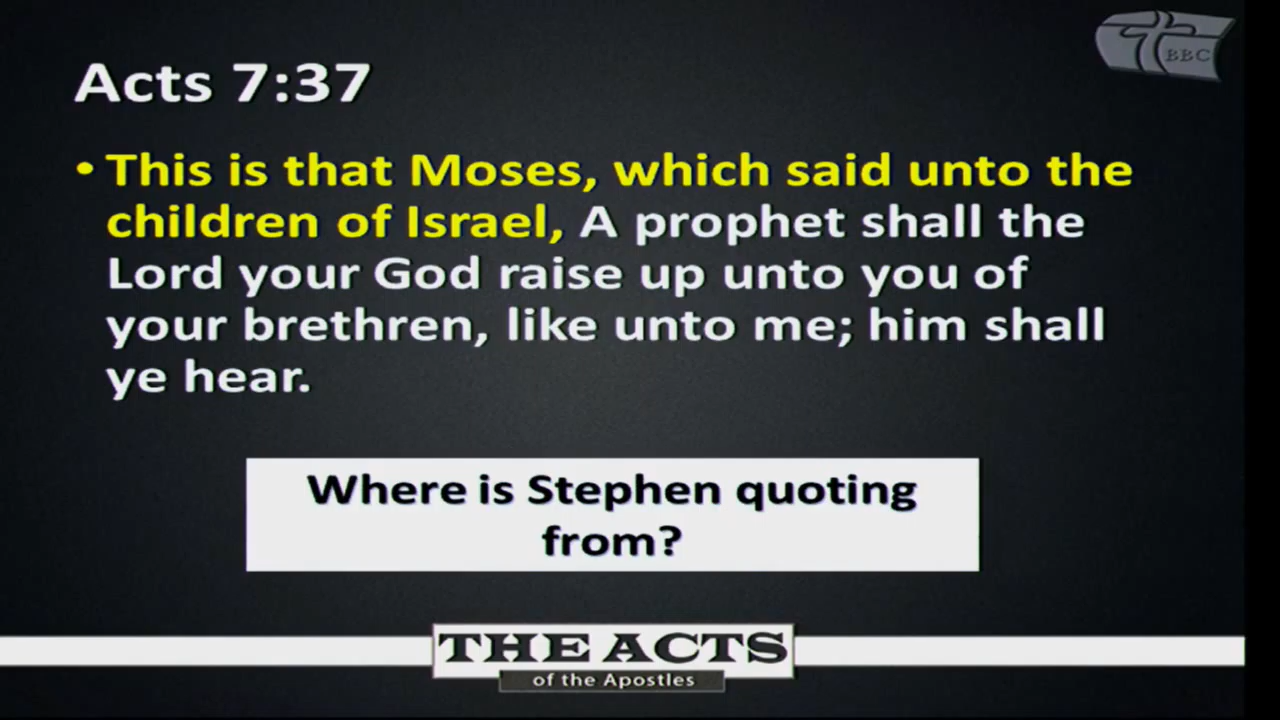 BBC
Acts 7:37
• This is that Moses, which said unto the
children of Israel, A prophet shall the
Lord your God raise up unto you of
your brethren, like unto me; him shall
ye hear.
Where is Stephen quoting
from?
THE ACTS
of the Apostles